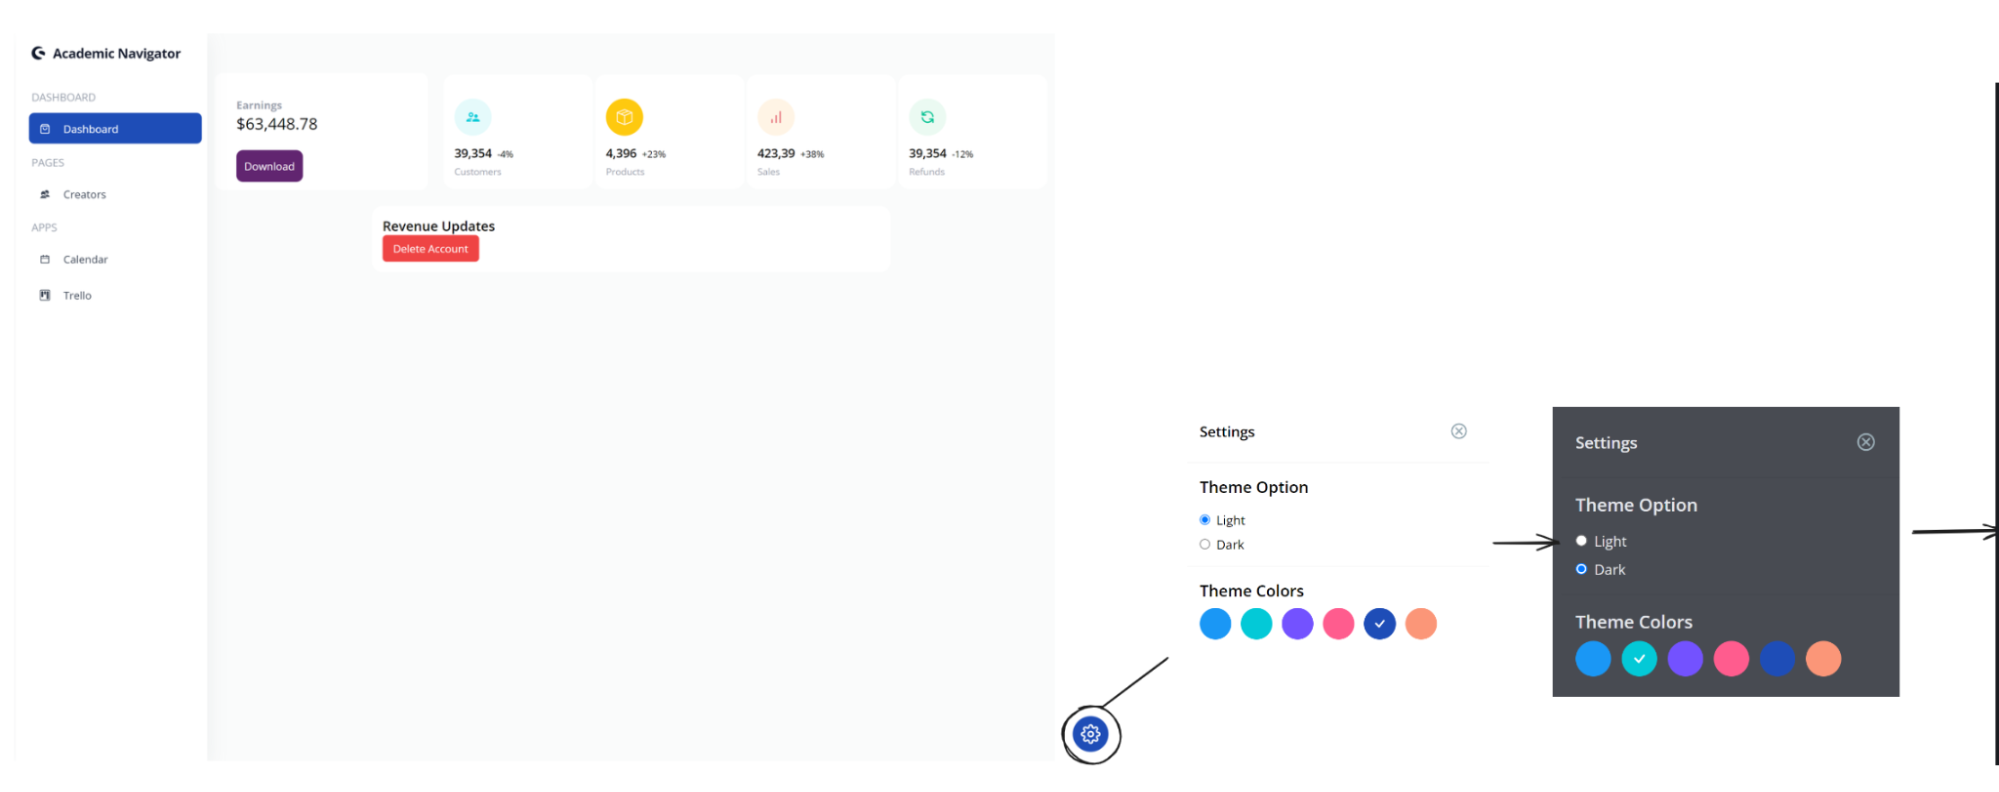 Academic Navigator
DASHBOARD
Dashboard
PAGES
Creators
APPS
Calendar
Trello
Earnings
$63,448.78
Download
39,354 -4%
Customers
4,396 +23%
Products
423,39 +38%
Sales
39,354 -12%
Refunds
Revenue Updates
Delete Account
Settings
Theme Option
Light
Dark
Theme Colors
Settings
Theme Option
Light
Dark
Theme Colors